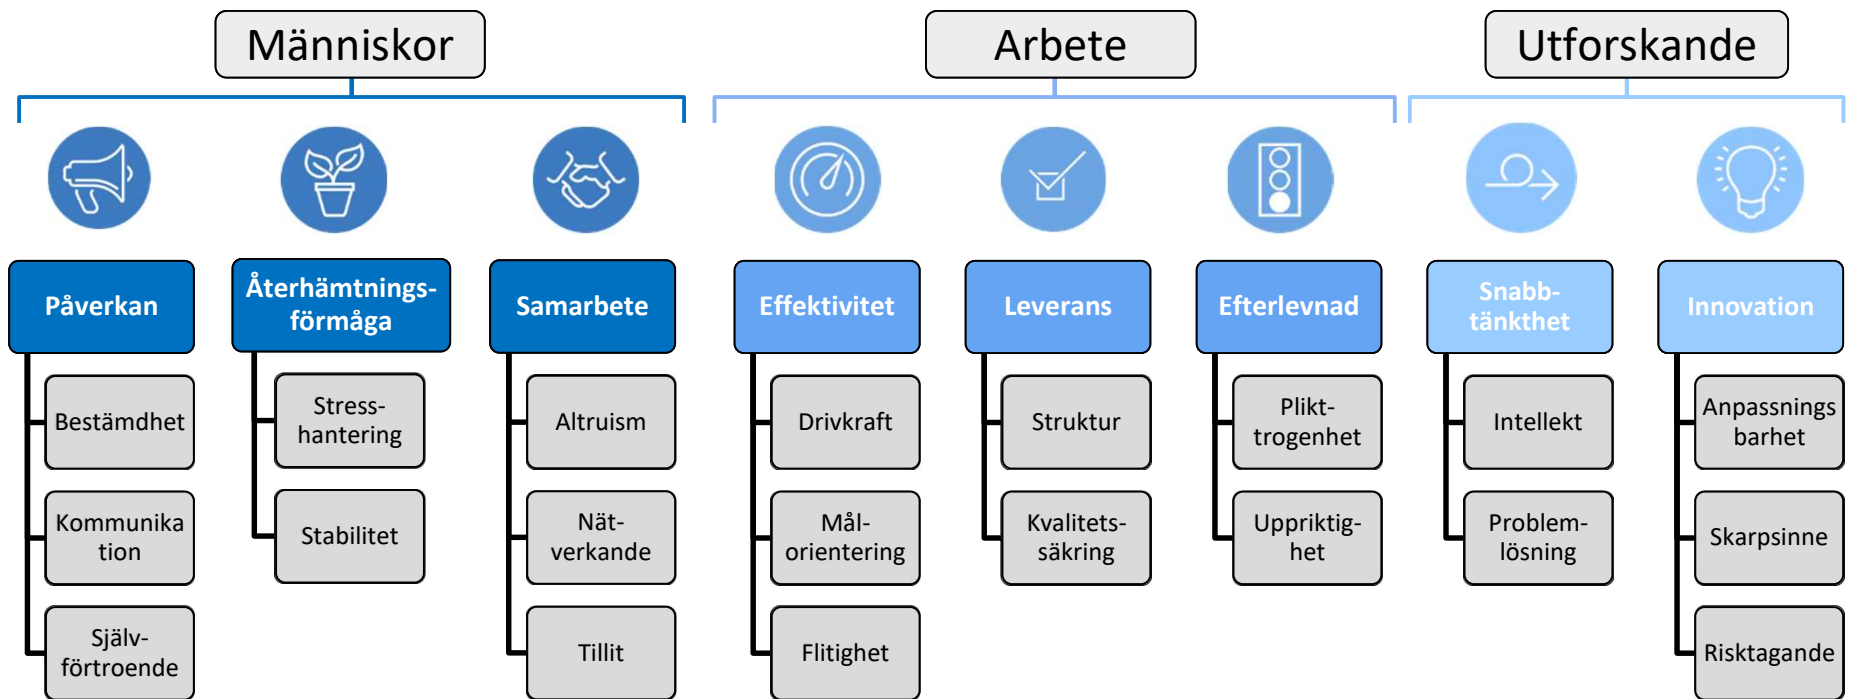 Människor
Arbete
Utforskande
Påverkan
Återhämtnings-
förmåga
Samarbete
Effektivitet
Leverans
Efterlevnad
Snabb-
tänkthet
Innovation
Bestämdhet
Kommunika
tion
Själv-
förtroende
Stress-
hantering
Stabilitet
Altruism
Nät-
verkande
Tillit
Drivkraft
Mål-
orientering
Flitighet
Struktur
Kvalitets-
säkring
Plikt-
trogenhet
Uppriktig-
het
Intellekt
Problem-
lösning
Anpassnings
barhet
Skarpsinne
Risktagande